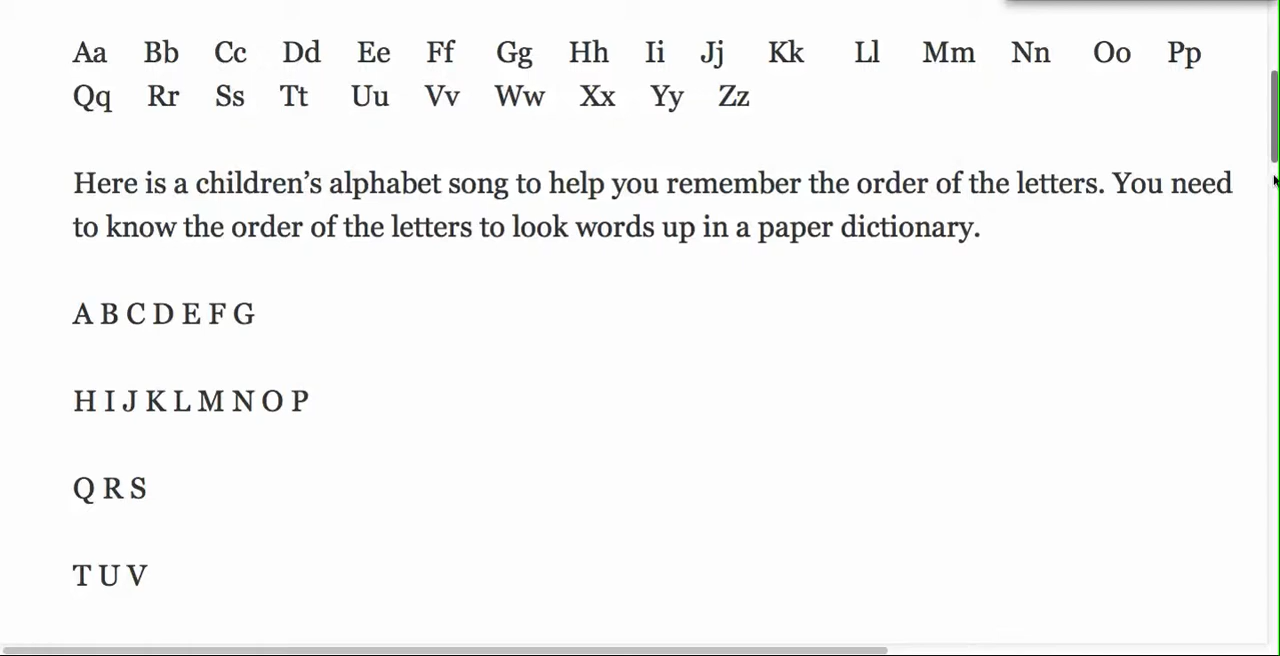 Aa Bb Cc Dd Ee Ff Gg Hh Ii Jj Kk Ll Mm Nn Oo Pp
Qq Rr Ss Tt Uu Vv Ww Xx Yy Zz
Here is a children’s alphabet song to help you remember the order of the letters. You need
to know the order of the letters to look words up in a paper dictionary.
A B C D E F G
H I J K L M N O P
Q R S
T U V